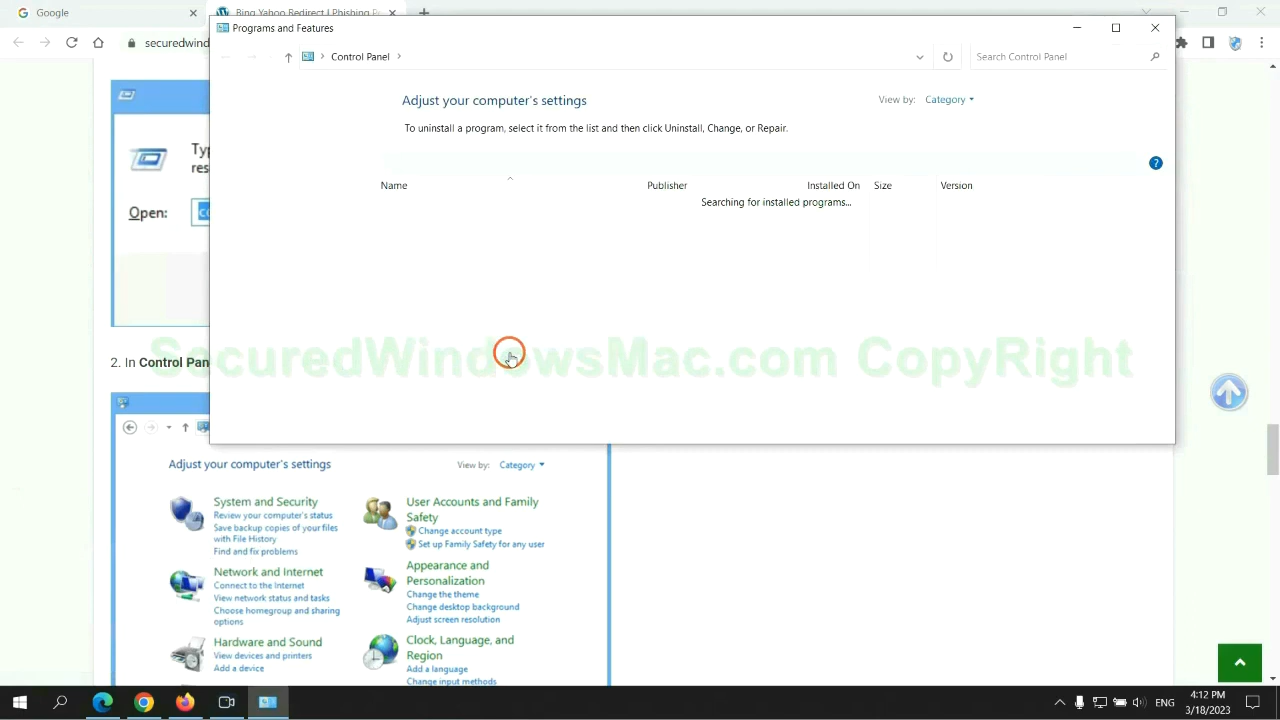 Google
Bing Yahoo Redirect | Phishing P
Programs and Features
securedwind
Control Panel
Search Control Panel
Adjust your computer's settings
View by: Category
To uninstall a program, select it from the list and then click Uninstall, Change, or Repair.
Name Publisher Installed On Size Version
Searching for installed programs...
Open:
SecuredWindowsMac.com CopyRight
2. In Control Pan
Adjust your computer's settings
View by: Category
System and Security
Review your computer's status
Save backup copies of your files
with File History
Find and fix problems
User Accounts and Family
Safety
Change account type
Set up Family Safety for any user
Network and Internet
Connect to the Internet
View network status and tasks
Choose homegroup and sharing
options
Appearance and
Personalization
Change the theme
Change desktop background
Adjust screen resolution
Hardware and Sound
View devices and printers
Add a device
Clock, Language, and
Region
Add a language
Change input methods
ENG
4:12 PM
3/18/2023